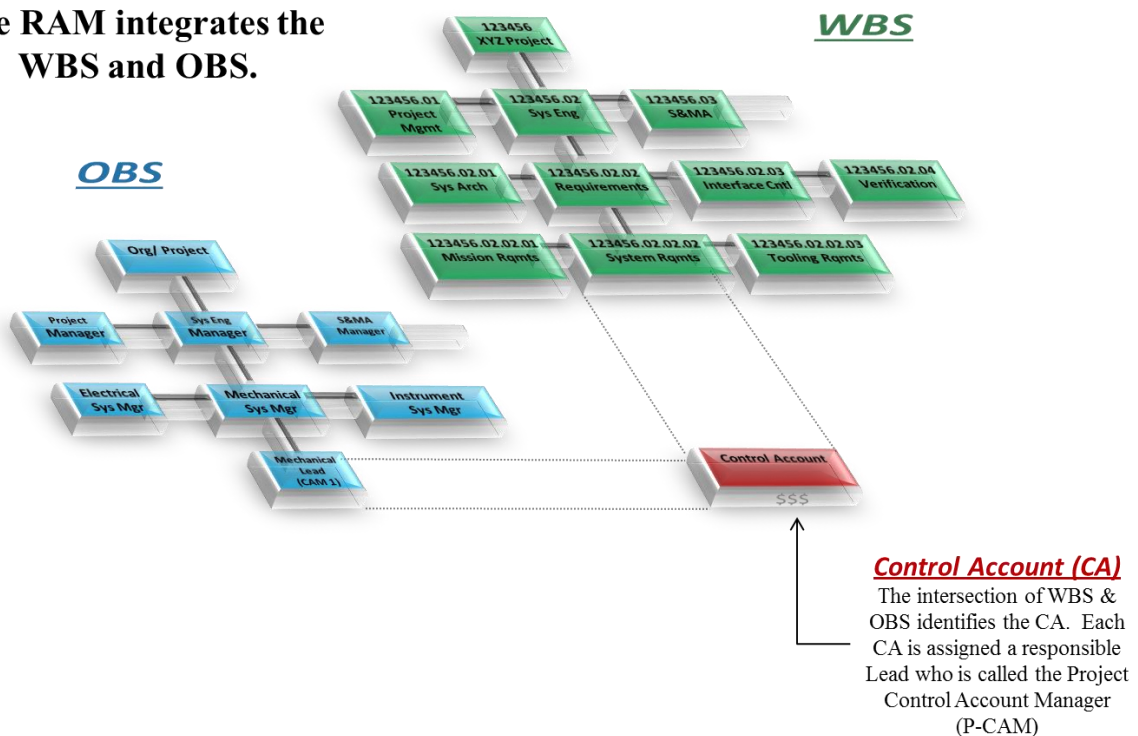 e RAM integrates the
WBS and OBS.
WBS
123456
XYZ Project
123456.01
Project
Mgmt
123456.02
Sys Eng
123456.03
S&MA
123456.02.01
Sys Arch
123456.02.02
Requirements
123456.02.03
Interface Cntl
123456.02.04
Verification
123456.02.02.01
Mission Rqmts
123456.02.02.02
System Rqmts
123456.02.02.03
Tooling Rqmts
OBS
Org/ Project
Project
Manager
Sys Eng
Manager
S&MA
Manager
Electrical
Sys Mgr
Mechanical
Sys Mgr
Instrument
Sys Mgr
Mechanical
Lead
(CAM 1)
Control Account
$$$
Control Account (CA)
The intersection of WBS &
OBS identifies the CA. Each
CA is assigned a responsible
Lead who is called the Project
Control Account Manager
(P-CAM)